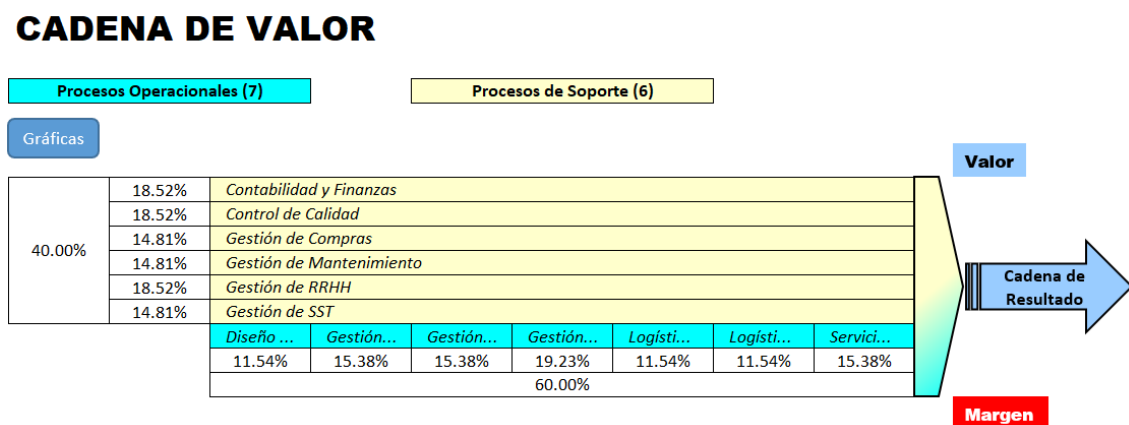 CADENA DE VALOR
Procesos Operacionales (7) Procesos de Soporte (6)
Gráficas
Valor
40.00%
18.52% Contabilidad y Finanzas
18.52% Control de Calidad
14.81% Gestión de Compras
14.81% Gestión de Mantenimiento
18.52% Gestión de RRHH
14.81% Gestión de SST
Diseño ... Gestión... Gestión... Gestión... Logísti... Logísti... Servici...
11.54% 15.38% 15.38% 19.23% 11.54% 11.54% 15.38%
60.00%
Cadena de
Resultado
Margen